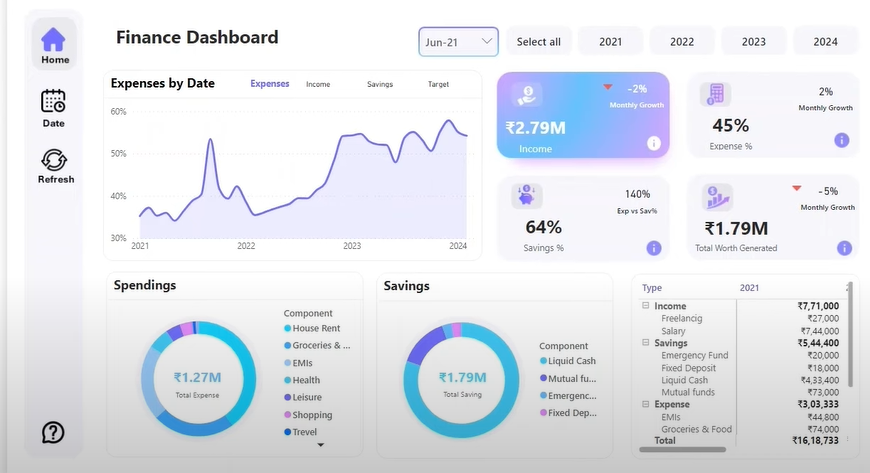 Finance Dashboard
Jun-21
Select all
2021
2022
2023
2024
Home
Date
Refresh
Expenses by Date
Expenses
Income
Savings
Target
60%
50%
40%
30%
2021
2022
2023
2024
-2%
Monthly Growth
₹2.79M
Income
2%
Monthly Growth
45%
Expense %
140%
Exp vs Sav%
64%
Savings %
-5%
Monthly Growth
₹1.79M
Total Worth Generated
Spendings
₹1.27M
Total Expense
Component
House Rent
Groceries & ...
EMIs
Health
Leisure
Shopping
Trevel
Savings
₹1.79M
Total Saving
Component
Liquid Cash
Mutual fu...
Emergenc...
Fixed Dep...
Type 2021 2
Income ₹7,71,000
Freelancig ₹27,000
Salary ₹7,44,000
Savings ₹5,44,400
Emergency Fund ₹20,000
Fixed Deposit ₹18,000
Liquid Cash ₹4,33,400
Mutual funds ₹73,000
Expense ₹3,03,333
EMIs ₹44,800
Groceries & Food ₹74,000
Total ₹16,18,733